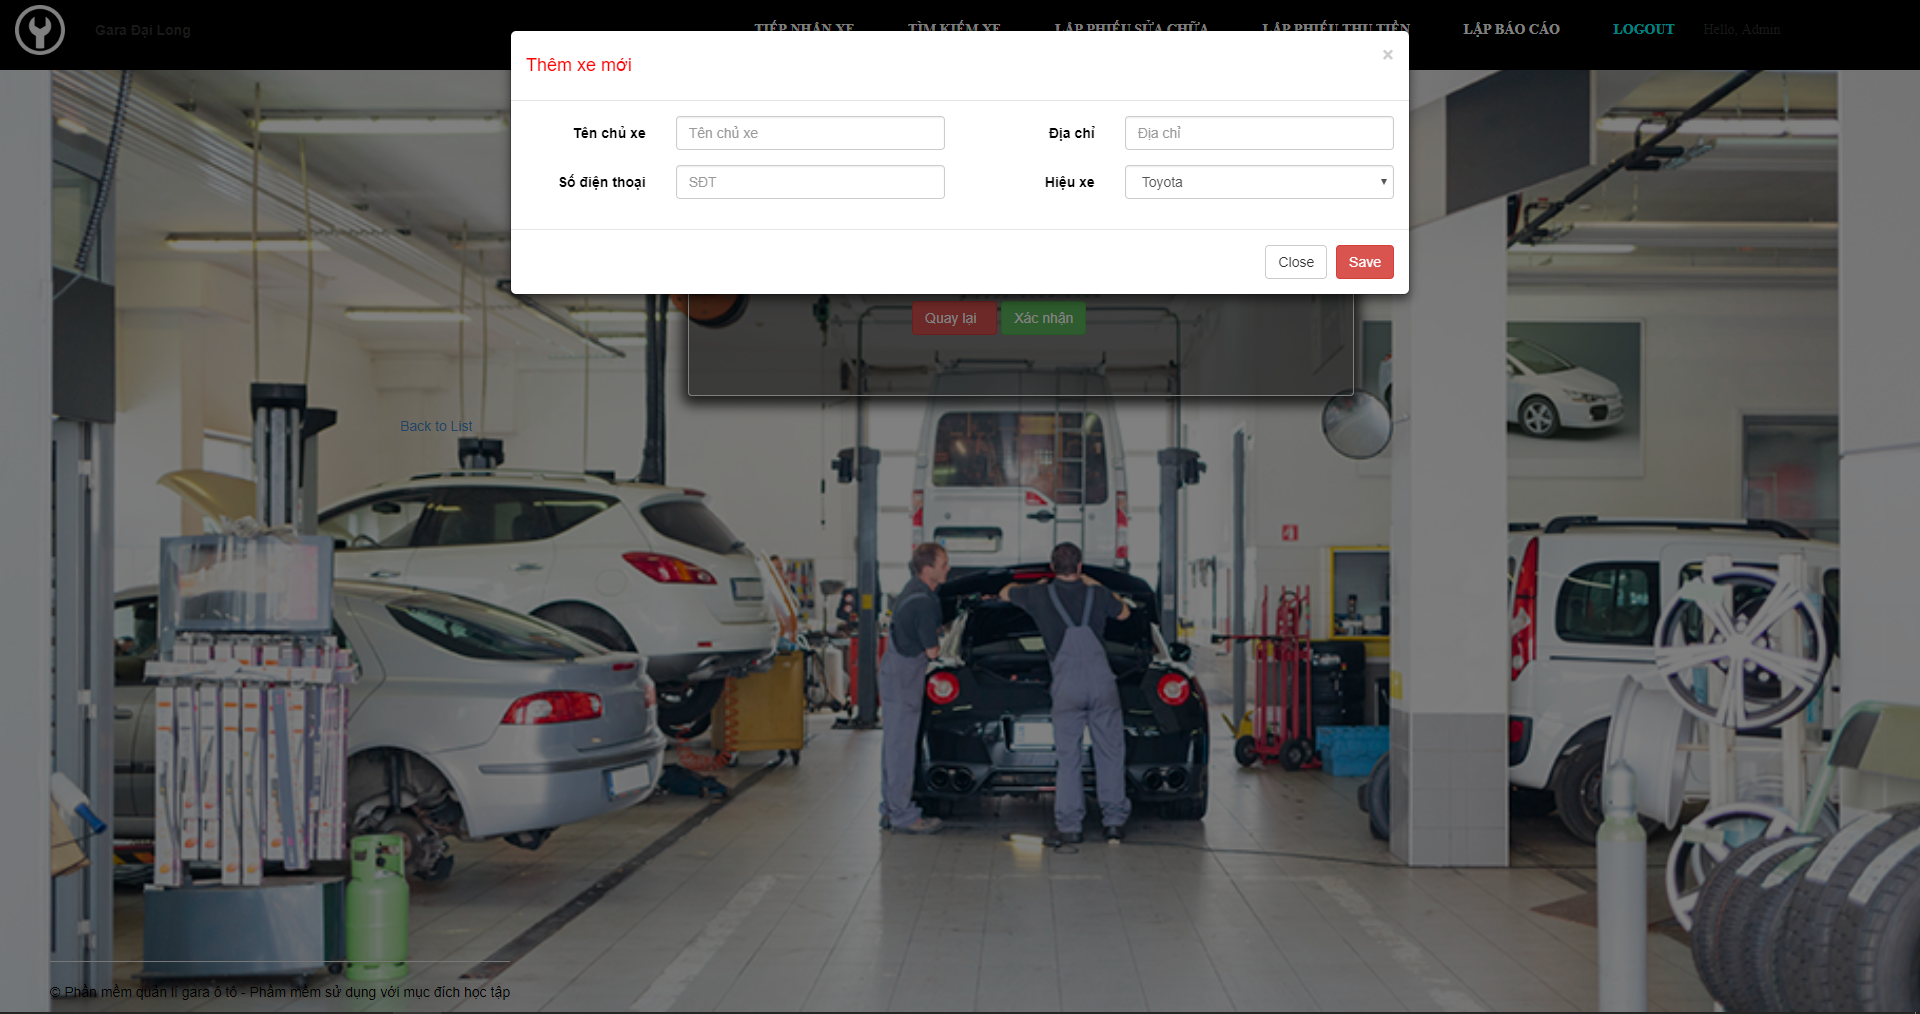 Gara Đại Long
TIẾP NHẬN XE
TÌM KIẾM XE
LẬP PHIẾU SỬA CHỮA
LẬP PHIẾU THU TIỀN
LẬP BÁO CÁO
LOGOUT
Hello, Admin
Thêm xe mới
×
Tên chủ xe
Tên chủ xe
Địa chỉ
Địa chỉ
Số điện thoại
SĐT
Hiệu xe
Toyota
Close
Save
Quay lại
Xác nhận
Back to List
4
© Phần mềm quản lí gara ô tô - Phầm mềm sử dụng với mục đích học tập